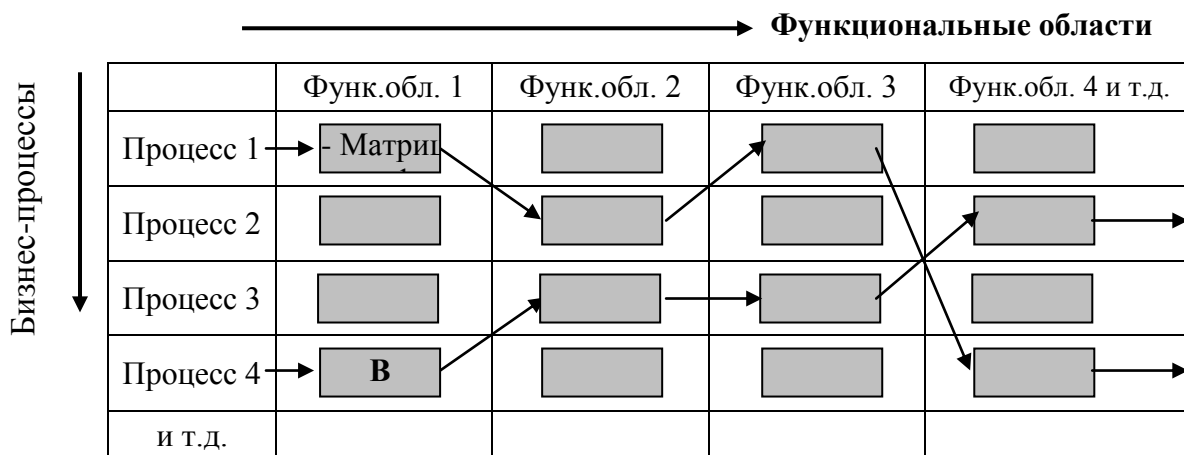 Функциональные области
Бизнес-процессы
Функ.обл. 1 Функ.обл. 2 Функ.обл. 3 Функ.обл. 4 и т.д.
Процесс 1 - Матриц
Процесс 2
Процесс 3
Процесс 4 В
и т.д.